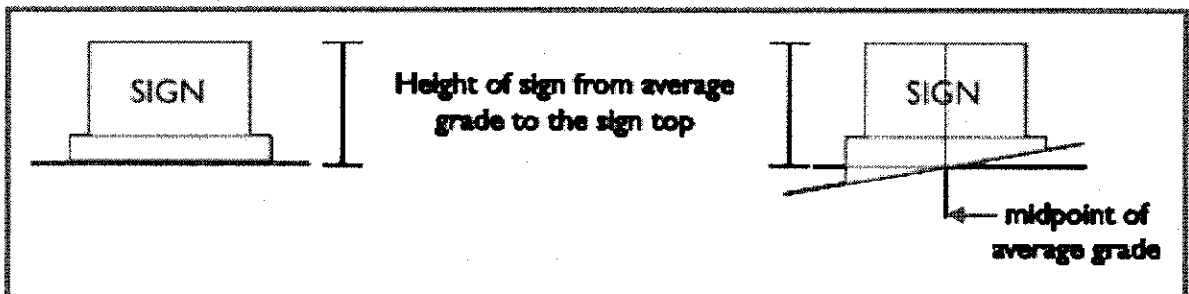 SIGN
Height of sign from average
grade to the sign top
SIGN
midpoint of
average grade